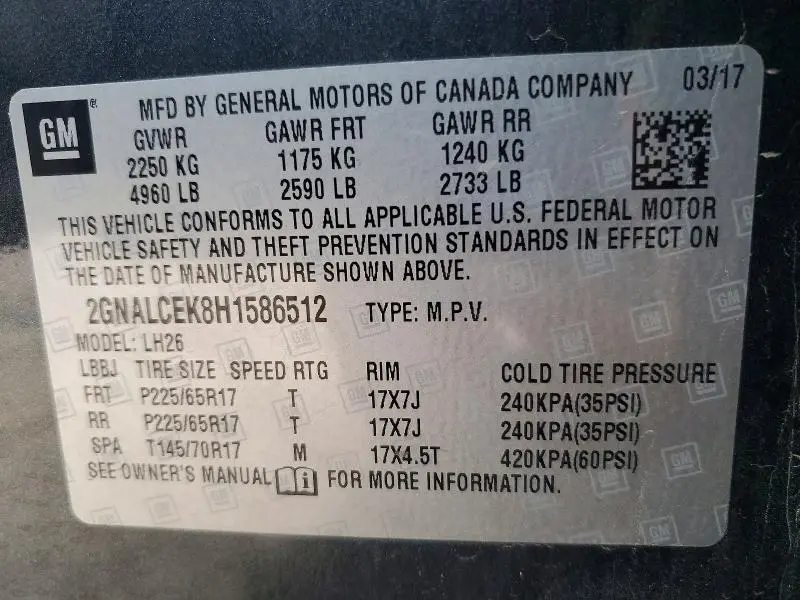 GM ®
MFD BY GENERAL MOTORS OF CANADA COMPANY 03/17
GVWR GAWR FRT GAWR RR
2250 KG 1175 KG 1240 KG
4960 LB 2590 LB 2733 LB
THIS VEHICLE CONFORMS TO ALL APPLICABLE U.S. FEDERAL MOTOR
VEHICLE SAFETY AND THEFT PREVENTION STANDARDS IN EFFECT ON
THE DATE OF MANUFACTURE SHOWN ABOVE.
2GNALCEK8H1586512 TYPE: M.P.V.
MODEL: LH26
LBBJ TIRE SIZE SPEED RTG RIM COLD TIRE PRESSURE
FRT P225/65R17 T 17X7J 240KPA(35PSI)
RR P225/65R17 T 17X7J 240KPA(35PSI)
SPA T145/70R17 M 17X4.5T 420KPA(60PSI)
SEE OWNER'S MANUAL i FOR MORE INFORMATION.